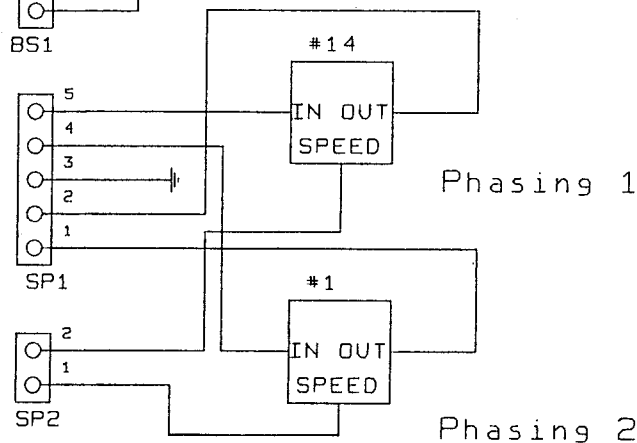 BS1
#14
5
IN OUT
4
SPEED
3
Phasing 1
2
1
SP1
#1
2
IN OUT
1
SPEED
SP2
Phasing 2